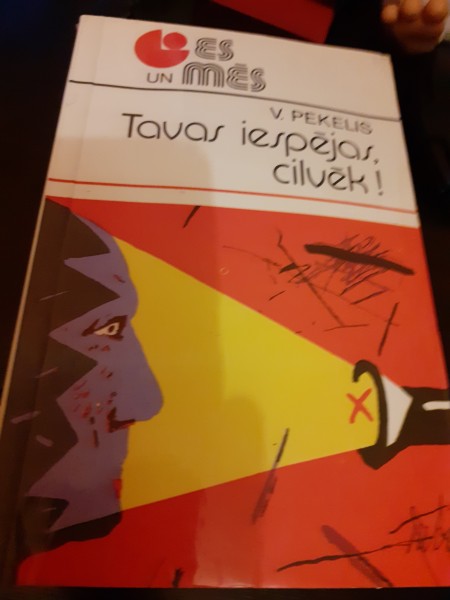 ES
UN MĒS
V. PEKELIS
Tavas iespējas,
cilvēk!